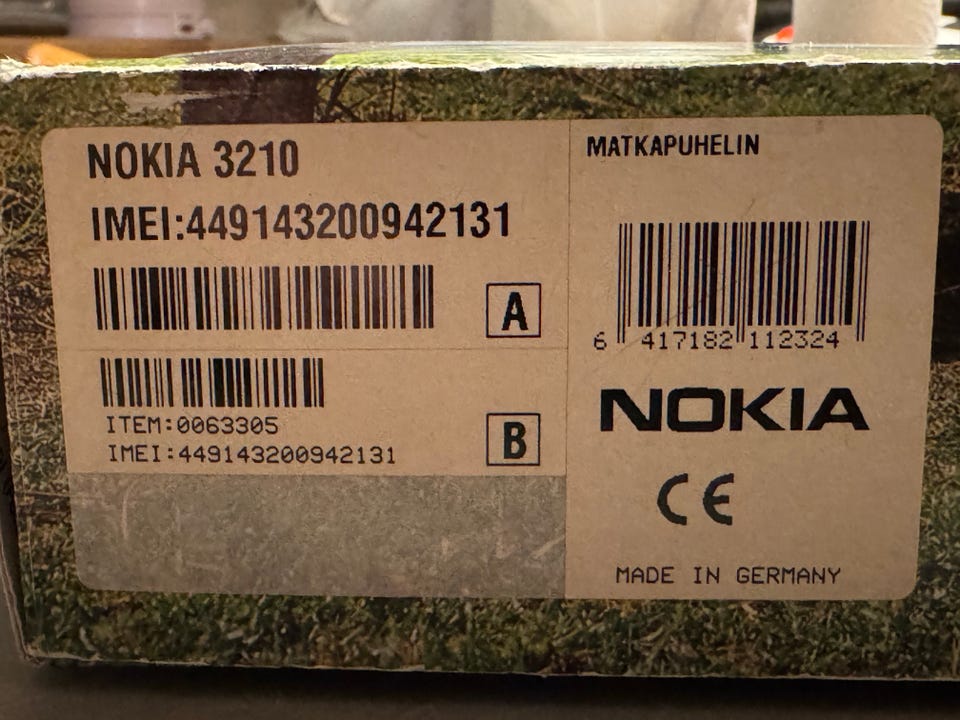 NOKIA 3210
IMEI:449143200942131
A
ITEM:0063305
IMEI:449143200942131
B
MATKAPUHELIN
6 417182 112324
NOKIA
CE
MADE IN GERMANY